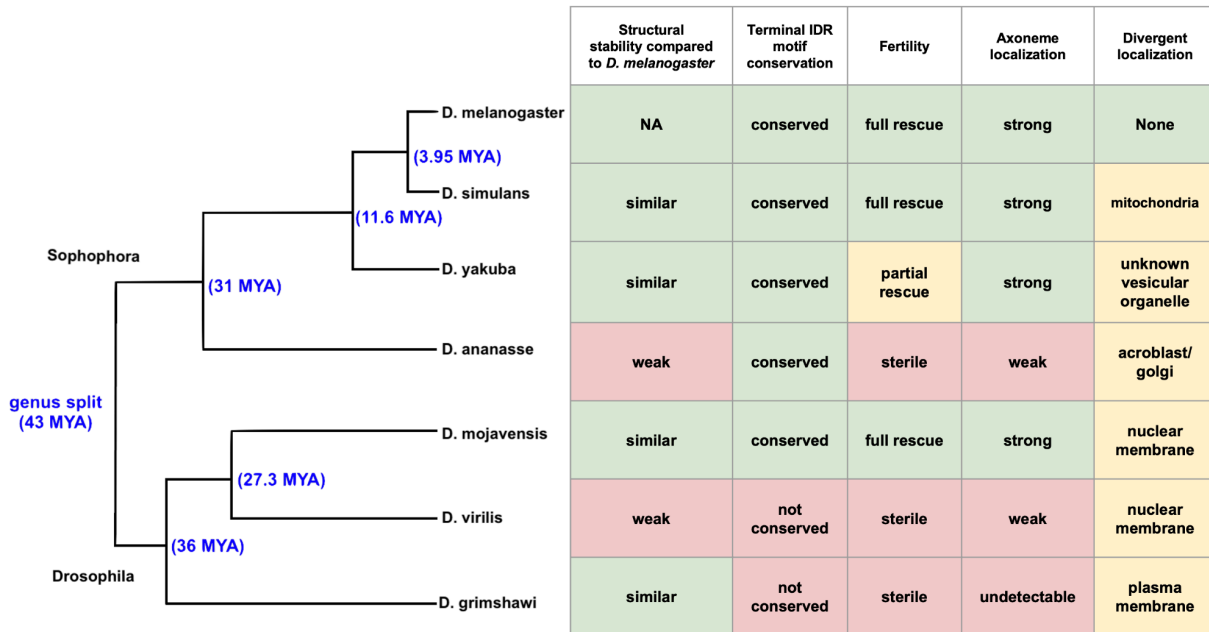 Structural
stability compared
to D. melanogaster
Terminal IDR
motif
conservation
Fertility
Axoneme
localization
Divergent
localization
D. melanogaster
NA
conserved
full rescue
strong
None
(3.95 MYA)
D. simulans
similar
conserved
full rescue
strong
mitochondria
(11.6 MYA)
Sophophora
D. yakuba
similar
conserved
partial
rescue
strong
unknown
vesicular
organelle
(31 MYA)
D. ananasse
weak
conserved
sterile
weak
acroblast/
golgi
genus split
(43 MYA)
D. mojavensis
similar
conserved
full rescue
strong
nuclear
membrane
(27.3 MYA)
D. virilis
weak
not
conserved
sterile
weak
nuclear
membrane
(36 MYA)
Drosophila
D. grimshawi
similar
not
conserved
sterile
undetectable
plasma
membrane